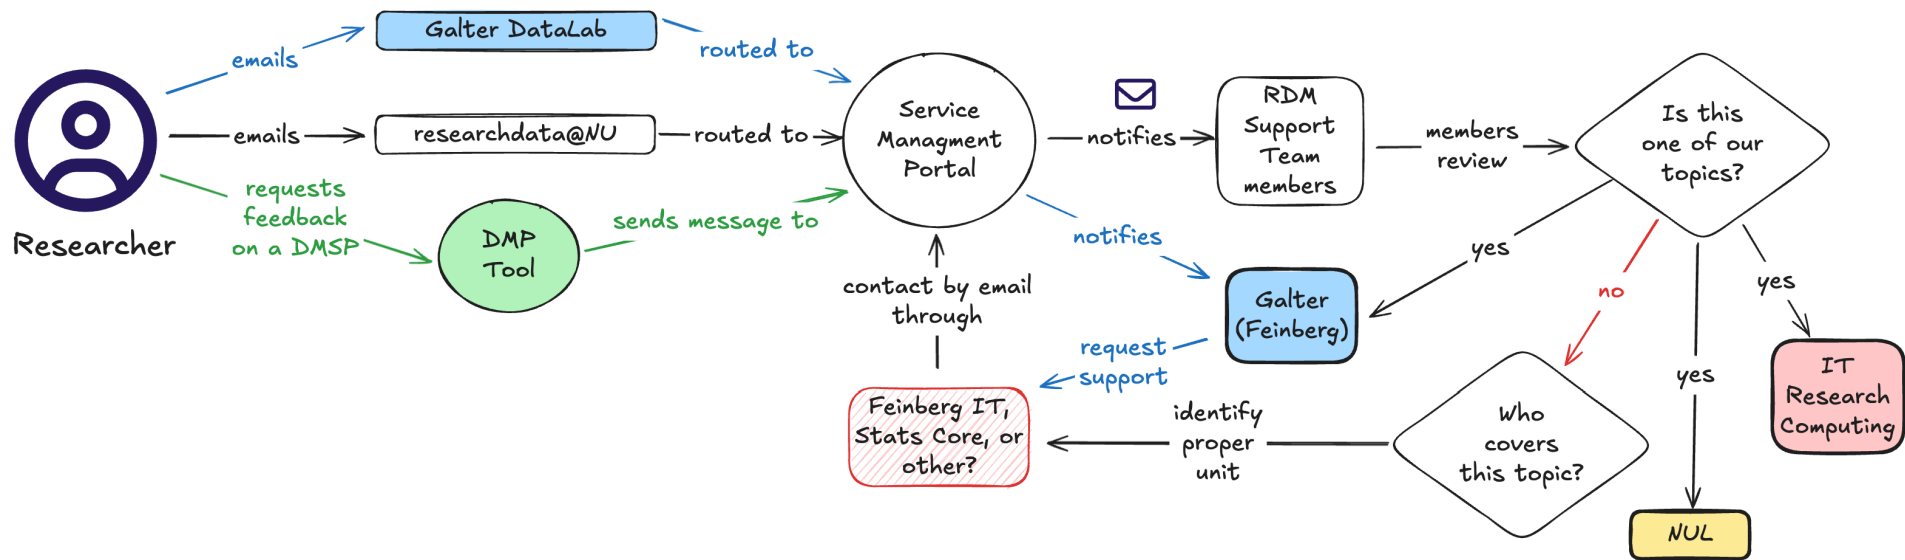 Galter DataLab
emails
routed to
Researcher
emails
researchdata@NU
routed to
requests
feedback
on a DMSP
DMP
Tool
sends message to
Service
Managment
Portal
notifies
RDM
Support
Team
members
members
review
Is this
one of our
topics?
notifies
Galter
(Feinberg)
yes
no
yes
yes
IT
Research
Computing
NUL
Who
covers
this topic?
identify
proper
unit
request
support
Feinberg IT,
Stats Core, or
other?
contact by email
through